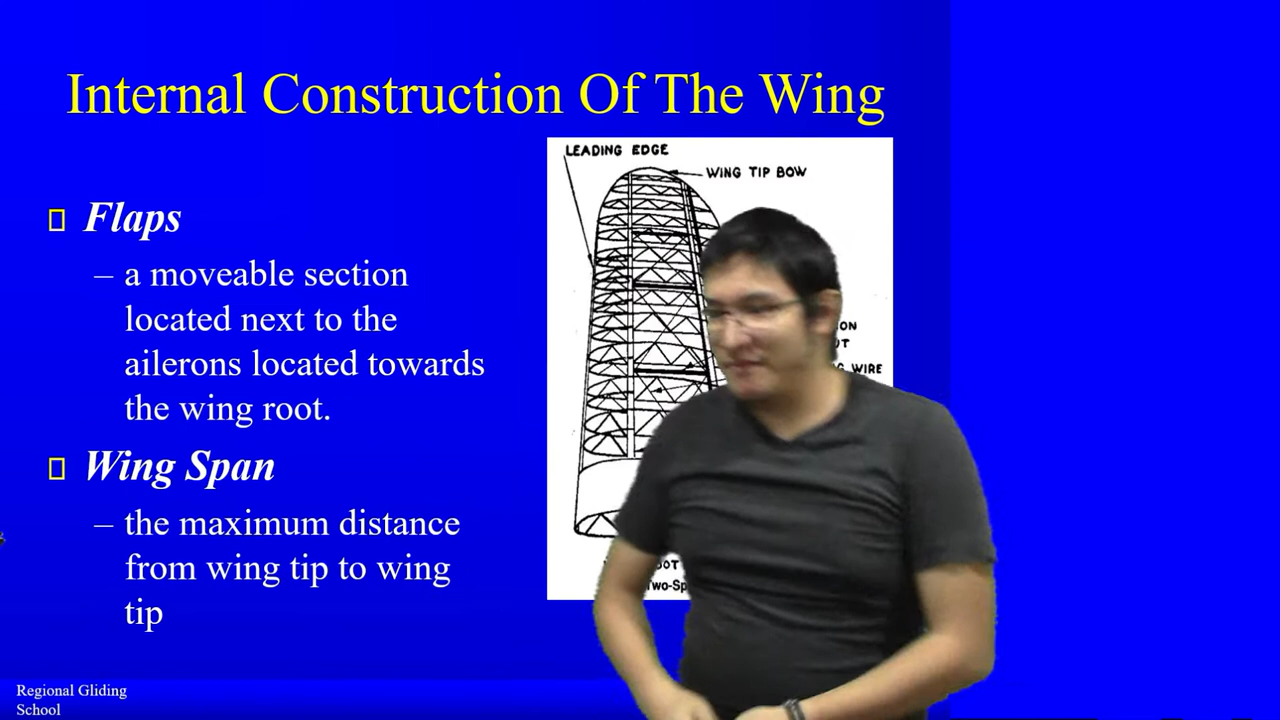 Internal Construction Of The Wing
Flaps
– a moveable section
located next to the
ailerons located towards
the wing root.
Wing Span
– the maximum distance
from wing tip to wing
tip
LEADING EDGE
WING TIP BOW
WIRE
Regional Gliding
School